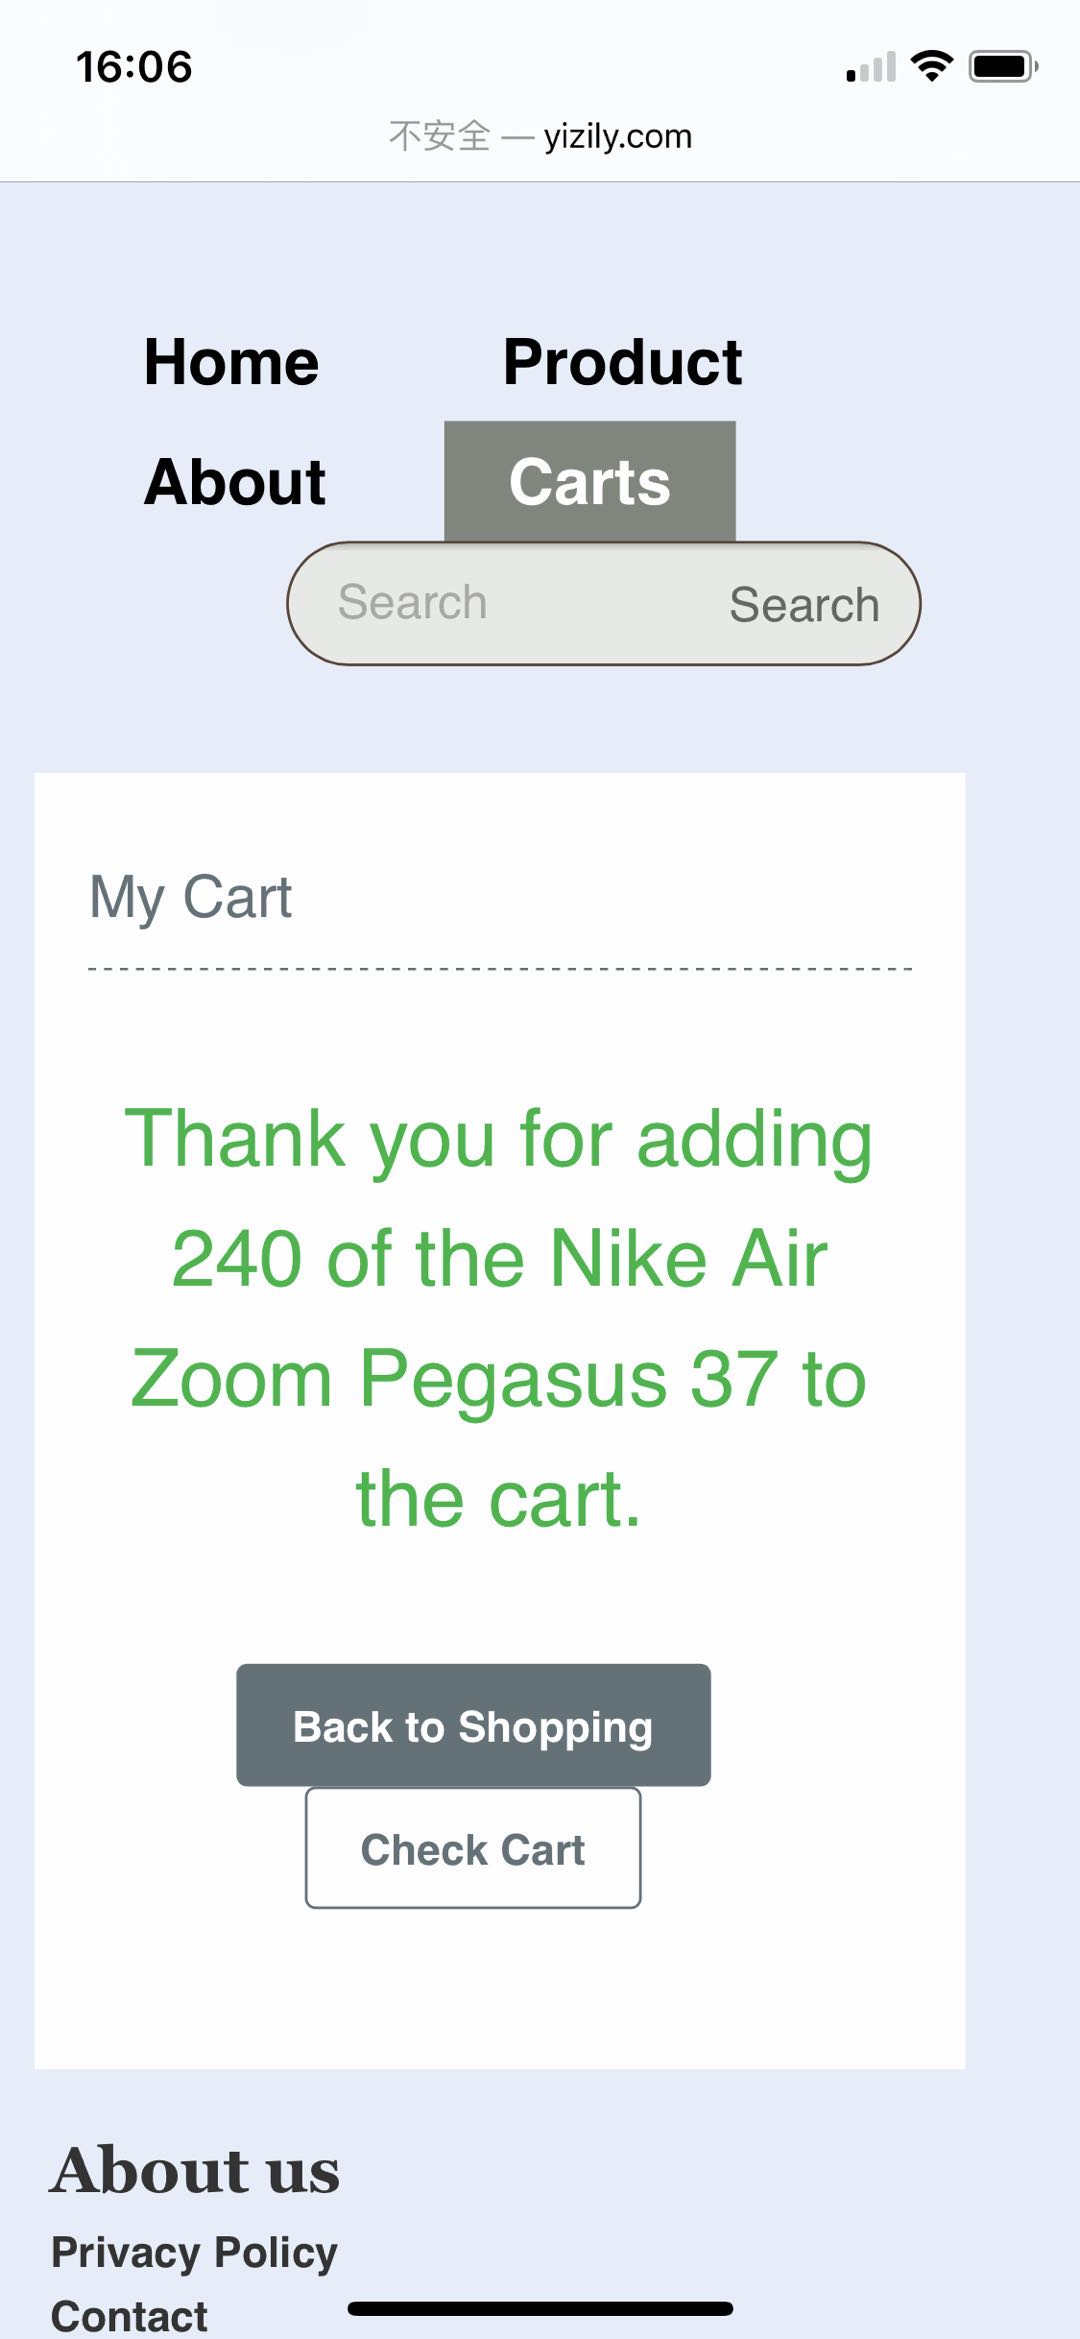 16:06
不安全 — yizily.com
Home Product
About Carts
Search Search
My Cart
Thank you for adding
240 of the Nike Air
Zoom Pegasus 37 to
the cart.
Back to Shopping
Check Cart
About us
Privacy Policy
Contact